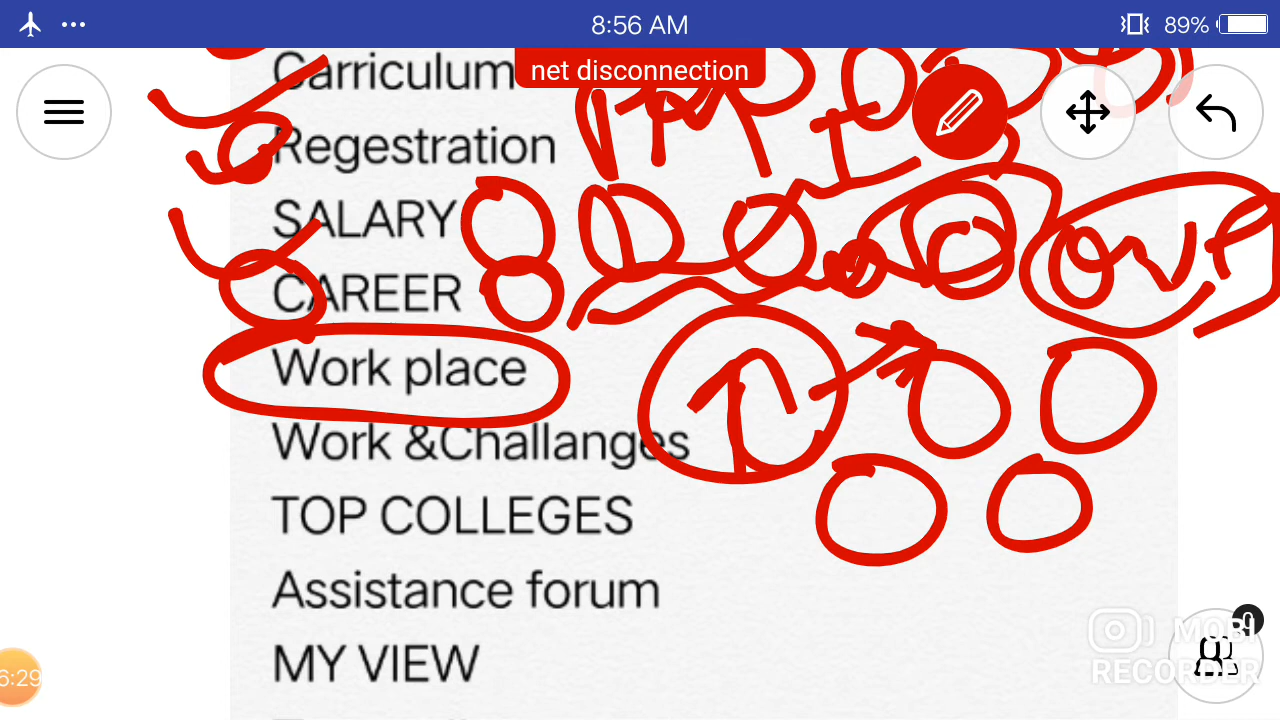 8:56 AM
89%
net disconnection
Carriculum
Regestration
SALARY
CAREER
Work place
Work &Challanges
TOP COLLEGES
Assistance forum
MY VIEW
0
6:29
MOBI
RECORDER